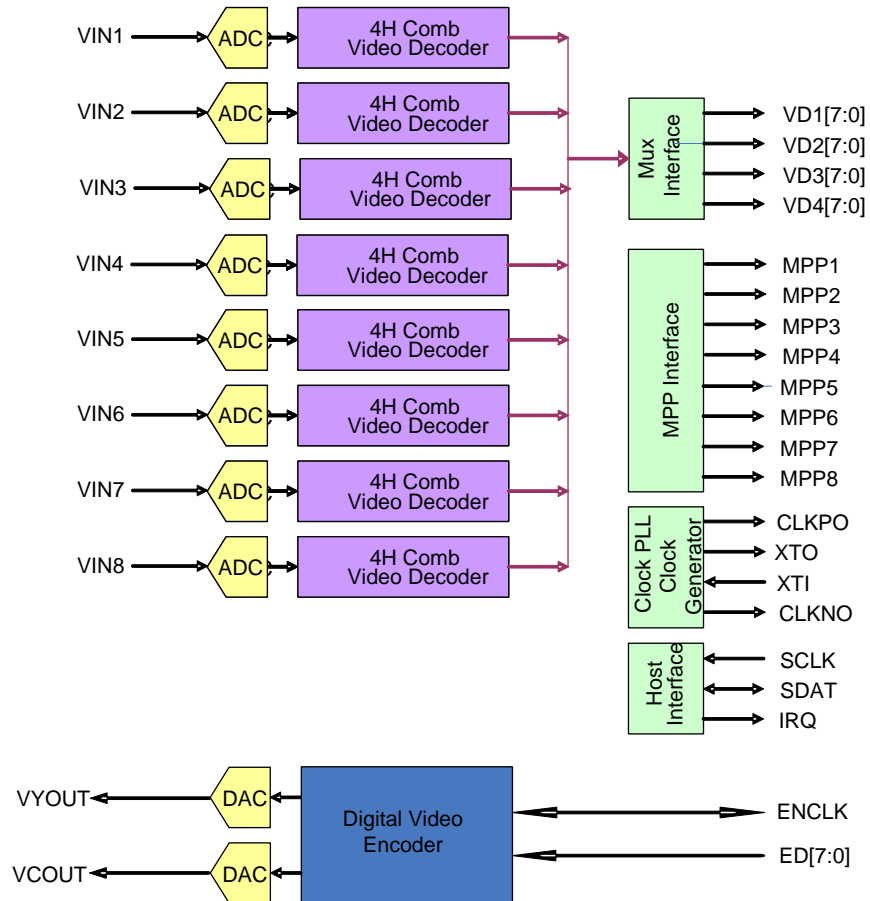 VIN1
ADC
4H Comb
Video Decoder
VIN2
ADC
4H Comb
Video Decoder
VIN3
ADC
4H Comb
Video Decoder
VIN4
ADC
4H Comb
Video Decoder
VIN5
ADC
4H Comb
Video Decoder
VIN6
ADC
4H Comb
Video Decoder
VIN7
ADC
4H Comb
Video Decoder
VIN8
ADC
4H Comb
Video Decoder
Mux
Interface
VD1[7:0]
VD2[7:0]
VD3[7:0]
VD4[7:0]
MPP Interface
MPP1
MPP2
MPP3
MPP4
MPP5
MPP6
MPP7
MPP8
Clock PLL
Clock
Generator
CLKPO
XTO
XTI
CLKNO
Host
Interface
SCLK
SDAT
IRQ
VYOUT
DAC
VCOUT
DAC
Digital Video
Encoder
ENCLK
ED[7:0]